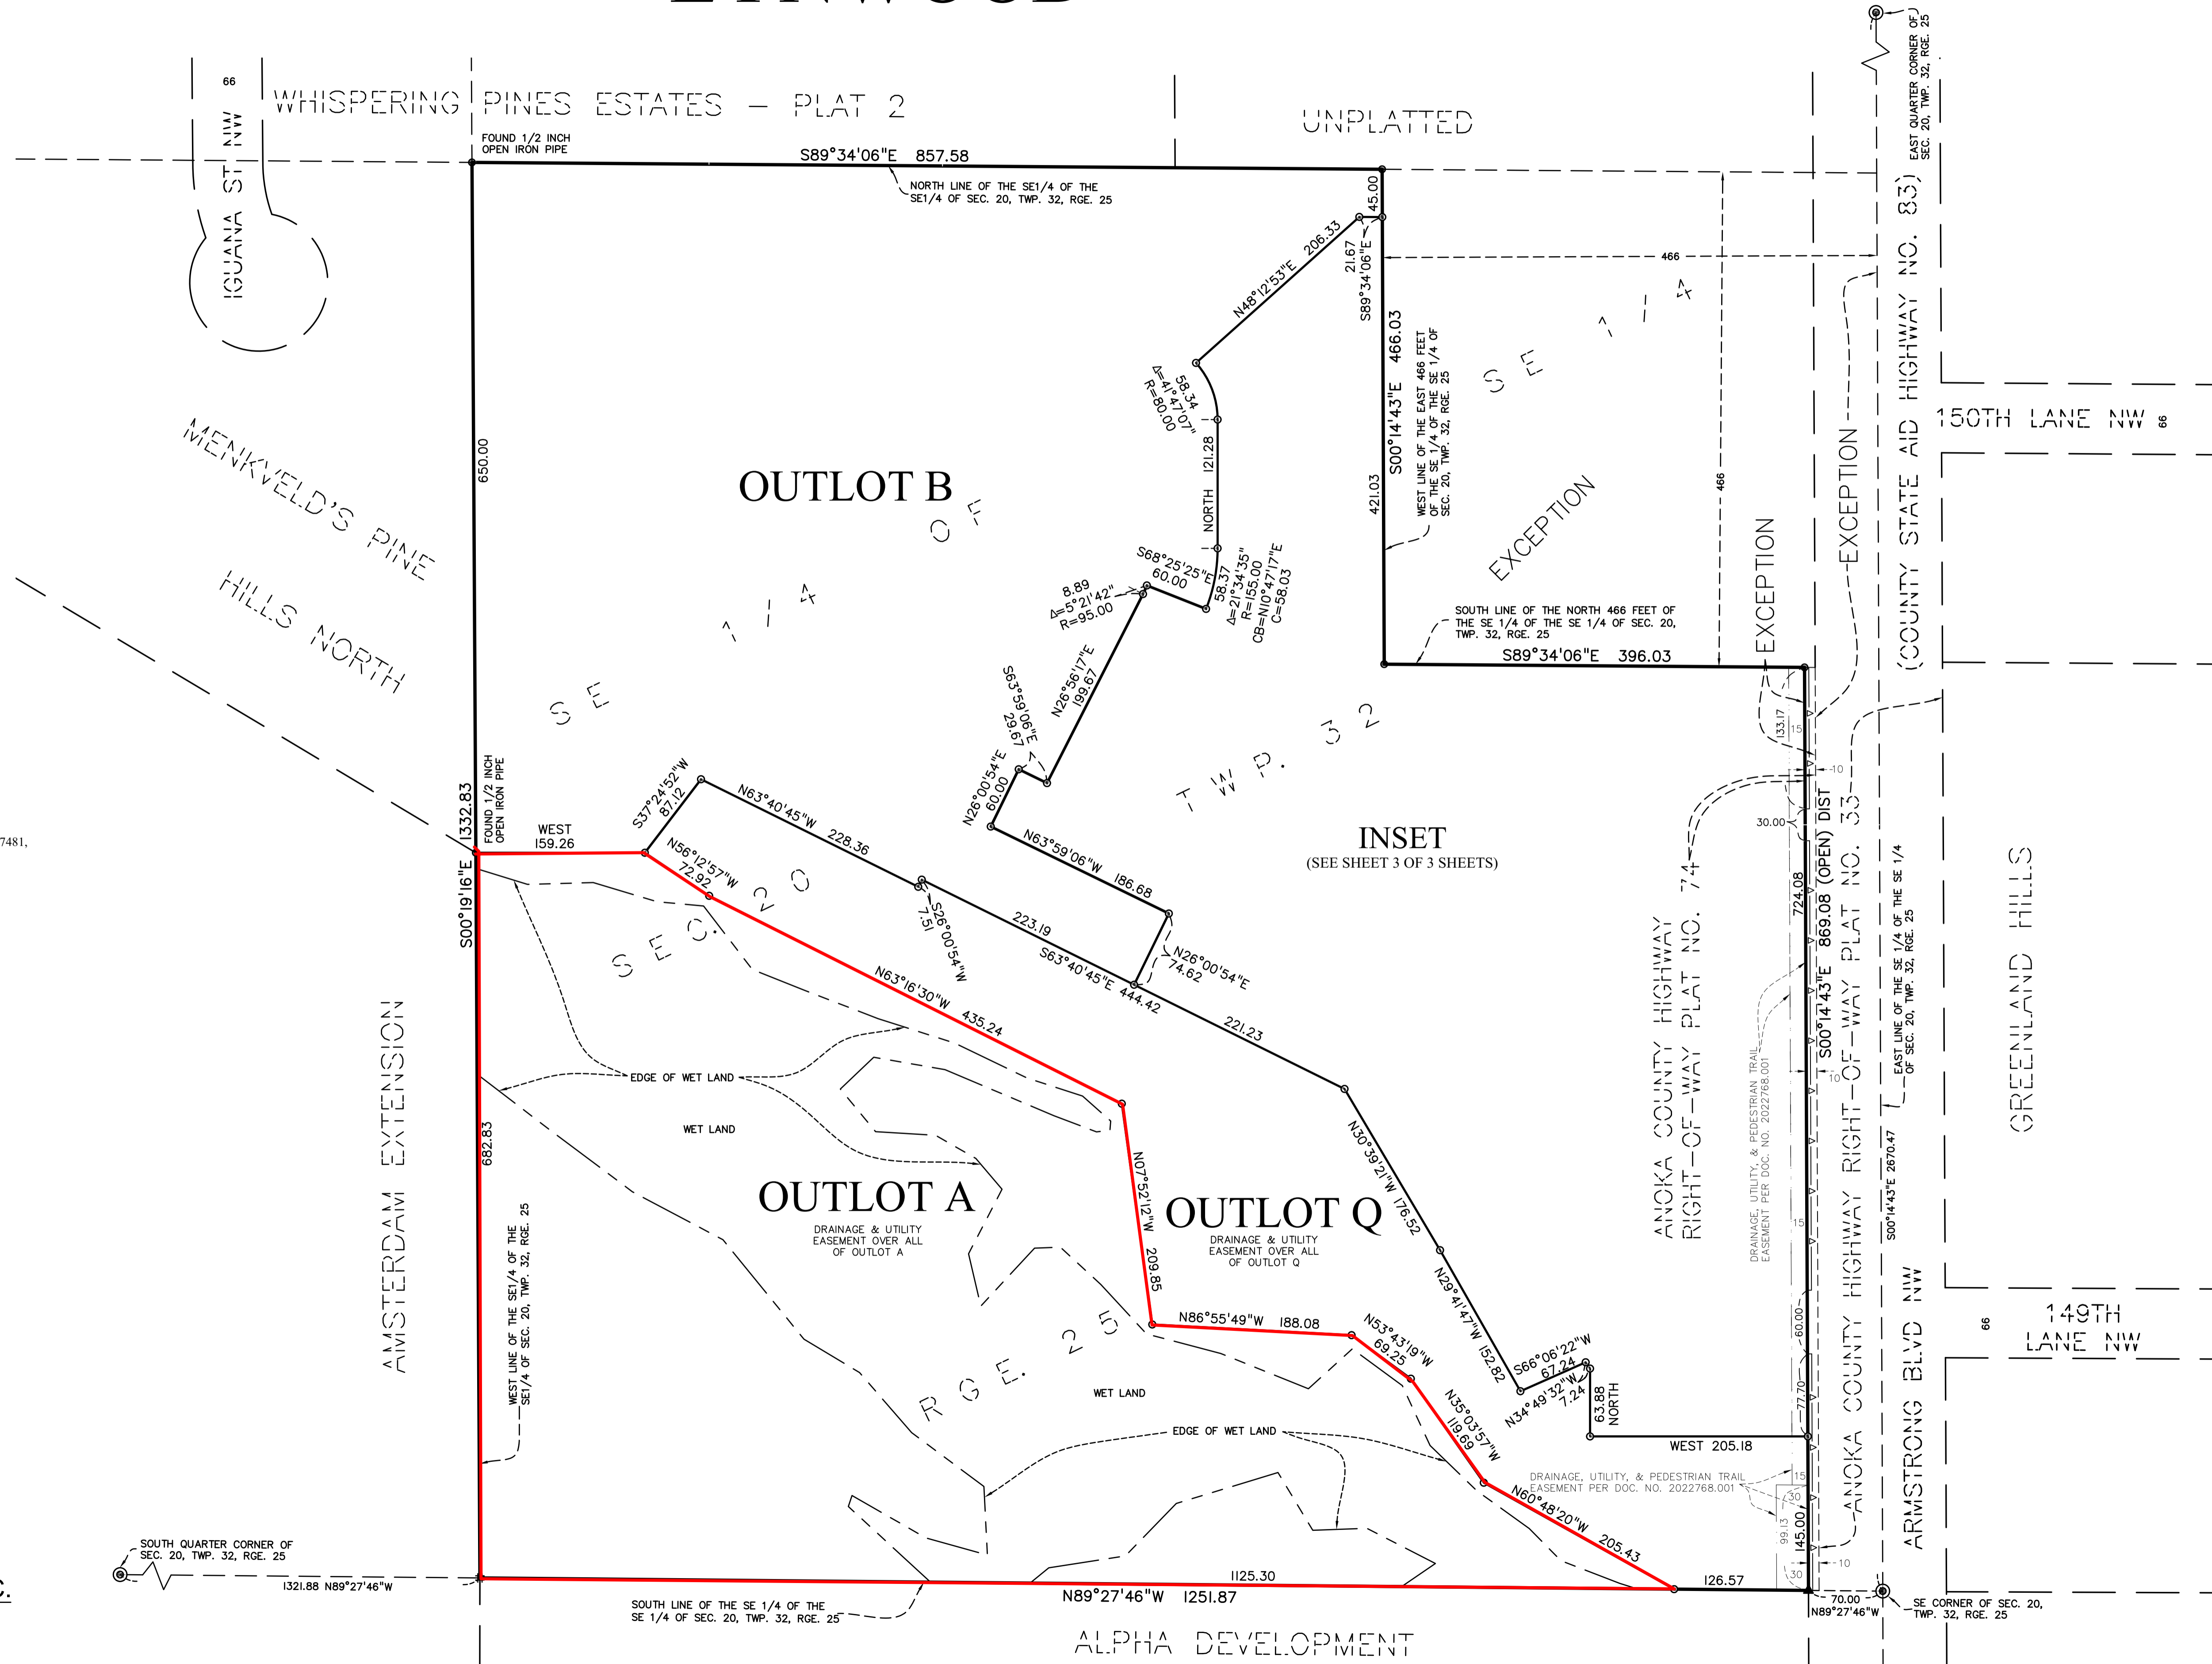 66
IGUANA ST NW
WHISPERING PINES ESTATES - PLAT 2
UNPLATTED
FOUND 1/2 INCH
OPEN IRON PIPE
S89°34'06"E 857.58
NORTH LINE OF THE SE1/4 OF THE
SE1/4 OF SEC. 20, TWP. 32, RGE. 25
45.00
21.67
S89°34'06"E
N48°12'53"E 206.33
466
EAST QUARTER CORNER OF
SEC. 20, TWP. 32, RGE. 25
(COUNTY STATE AID HIGHWAY NO. 83)
S00°14'43"E 466.03
421.03
WEST LINE OF THE EAST 466 FEET
OF THE SE 1/4 OF THE SE 1/4 OF
SEC. 20, TWP. 32, RGE. 25
SE 1/4
466
EXCEPTION
EXCEPTION
EXCEPTION
150TH LANE NW
66
MENKVELD'S PINE
HILLS NORTH
650.00
OUTLOT B
SE 1/4 OF
58.34
Δ=41°47'07"
R=80.00
NORTH 121.28
S68°25'25"E
60.00
8.89
Δ=5°21'42"
R=95.00
58.37
Δ=21°34'35"
R=155.00
CB=N10°47'17"E
C=58.03
N26°56'17"E
199.67
S63°59'06"E
29.67
N26°00'54"E
60.00
N63°59'06"W 186.68
SOUTH LINE OF THE NORTH 466 FEET OF
THE SE 1/4 OF THE SE 1/4 OF SEC. 20,
TWP. 32, RGE. 25
S89°34'06"E 396.03
TWP. 32
INSET
(SEE SHEET 3 OF 3 SHEETS)
7481,
S00°19'16"E 1332.83
FOUND 1/2 INCH
OPEN IRON PIPE
WEST
159.26
S37°24'52"W
87.12
N63°40'45"W 228.36
N56°12'57"W
72.92
SEC. 20
S26°00'54"W
7.51
223.19
S63°40'45"E 444.42
N26°00'54"E
74.62
221.23
N63°16'30"W 435.24
133.17
15
10
30.00
724.08
S00°14'43"E 869.08 (OPEN) DIST
ANOKA COUNTY HIGHWAY
RIGHT-OF-WAY PLAT NO. 74
ANOKA COUNTY HIGHWAY RIGHT-OF-WAY PLAT NO. 33
EAST LINE OF THE SE 1/4 OF THE SE 1/4
OF SEC. 20, TWP. 32, RGE. 25
S00°14'43"E 2670.47
GREENLAND HILLS
DRAINAGE, UTILITY, & PEDESTRIAN TRAIL
EASEMENT PER DOC. NO. 2022768.001
10
15
AMSTERDAM EXTENSION
682.83
WEST LINE OF THE SE1/4 OF THE
SE1/4 OF SEC. 20, TWP. 32, RGE. 25
EDGE OF WET LAND
WET LAND
OUTLOT A
DRAINAGE & UTILITY
EASEMENT OVER ALL
OF OUTLOT A
N07°52'12"W 209.85
OUTLOT Q
DRAINAGE & UTILITY
EASEMENT OVER ALL
OF OUTLOT Q
N30°39'21"W 176.52
N29°41'47"W 152.82
N86°55'49"W 188.08
N53°43'19"W
69.25
N35°03'57"W
119.69
S66°06'22"W
67.24
N34°49'32"W
7.24
63.88
NORTH
WEST 205.18
60.00
77.70
ARMSTRONG BLVD NW
66
149TH
LANE NW
RGE. 25
WET LAND
EDGE OF WET LAND
DRAINAGE, UTILITY, & PEDESTRIAN TRAIL
EASEMENT PER DOC. NO. 2022768.001
15
30
N60°48'20"W 205.43
99.13
145.00
10
30
SOUTH QUARTER CORNER OF
SEC. 20, TWP. 32, RGE. 25
1321.88 N89°27'46"W
1125.30
126.57
N89°27'46"W 1251.87
SOUTH LINE OF THE SE 1/4 OF THE
SE 1/4 OF SEC. 20, TWP. 32, RGE. 25
70.00
N89°27'46"W
SE CORNER OF SEC. 20,
TWP. 32, RGE. 25
ALPHA DEVELOPMENT